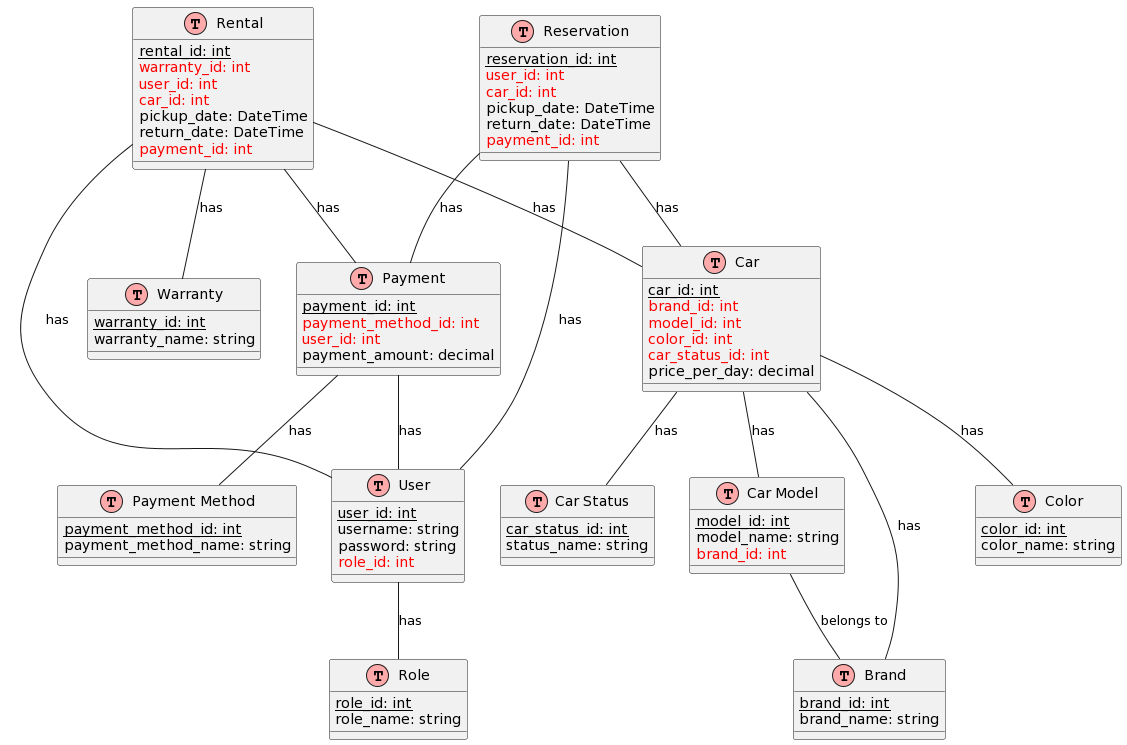 T Rental
rental_id: int
warranty_id: int
user_id: int
car_id: int
pickup_date: DateTime
return_date: DateTime
payment_id: int
T Reservation
reservation_id: int
user_id: int
car_id: int
pickup_date: DateTime
return_date: DateTime
payment_id: int
has
has
has
has
has
T Warranty
warranty_id: int
warranty_name: string
T Payment
payment_id: int
payment_method_id: int
user_id: int
payment_amount: decimal
T Car
car_id: int
brand_id: int
model_id: int
color_id: int
car_status_id: int
price_per_day: decimal
has
has
has
has
has
has
has
T Payment Method
payment_method_id: int
payment_method_name: string
T User
user_id: int
username: string
password: string
role_id: int
T Car Status
car_status_id: int
status_name: string
T Car Model
model_id: int
model_name: string
brand_id: int
has
T Color
color_id: int
color_name: string
has
belongs to
T Role
role_id: int
role_name: string
T Brand
brand_id: int
brand_name: string